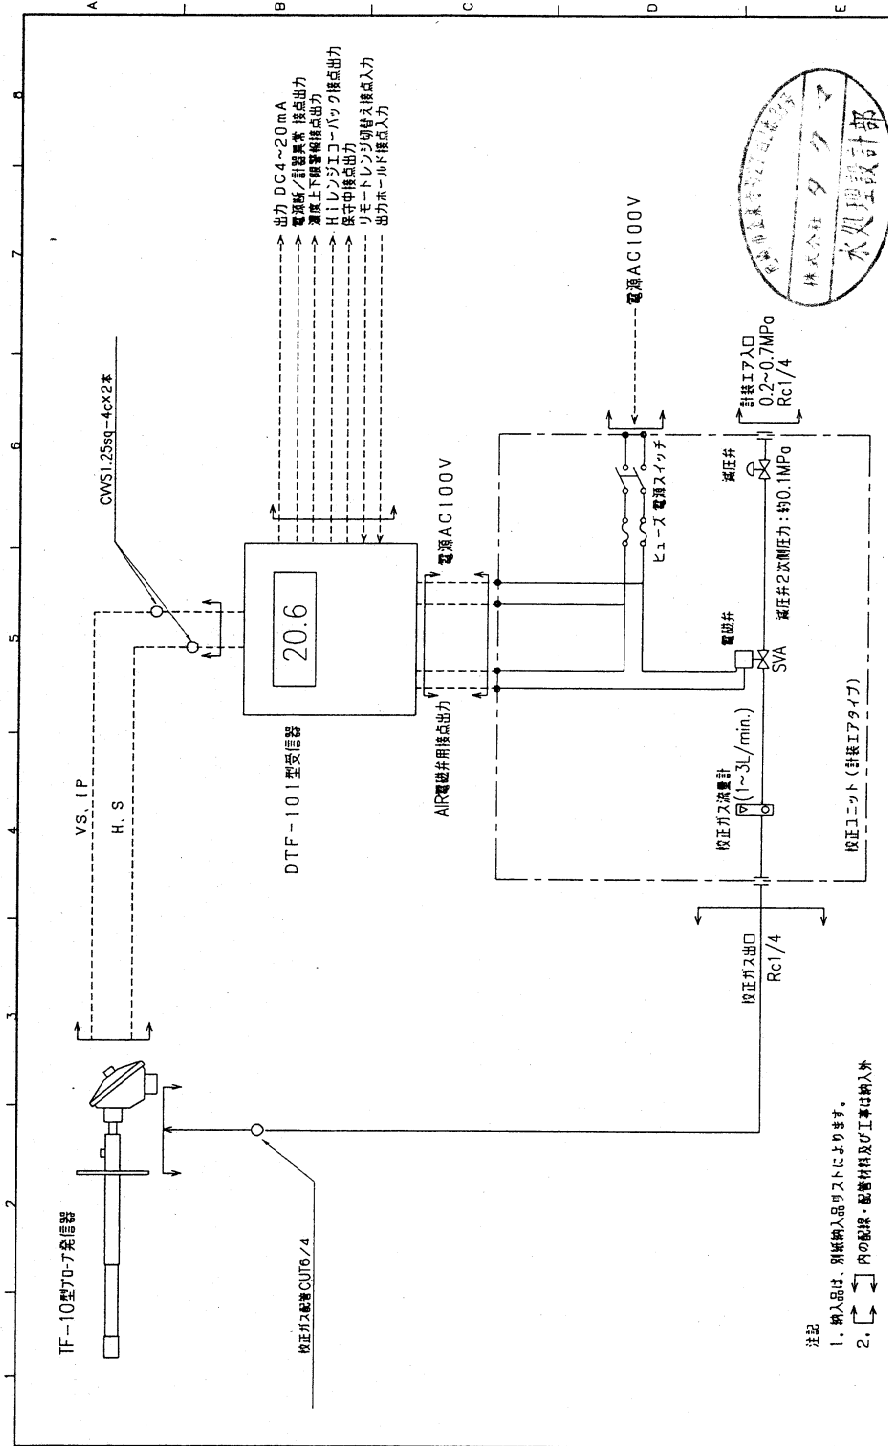 1
2
3
4
5
6
7
8
A
B
C
D
E
TF-10型プローブ発信器
VS, IP
H, S
CVVS1.25sq-4c×2本
校正ガス配管CUT6/4
DTF-101型受信器
20.6
出力 DC4~20mA
電源断/計器異常 接点出力
濃度上下限警報接点出力
Hiレンジエコーバック接点出力
保守中接点出力
リモートレンジ切替え接点入力
出力ホールド接点入力
AIR電磁弁用接点出力
電源AC100V
電源AC100V
ヒューズ 電源スイッチ
電磁弁
SVA
減圧弁
減圧弁2次側圧力:約0.1MPa
計装エア入口
0.2~0.7MPa
Rc1/4
校正ガス流量計
(1~3L/min.)
校正ユニット(計装エアタイプ)
校正ガス出口
Rc1/4
注記
1. 納入品は、別紙納入品リストによります。
2. 内の配線・配管材料及び工事は納入外
株式会社 タクマ
水処理設計部